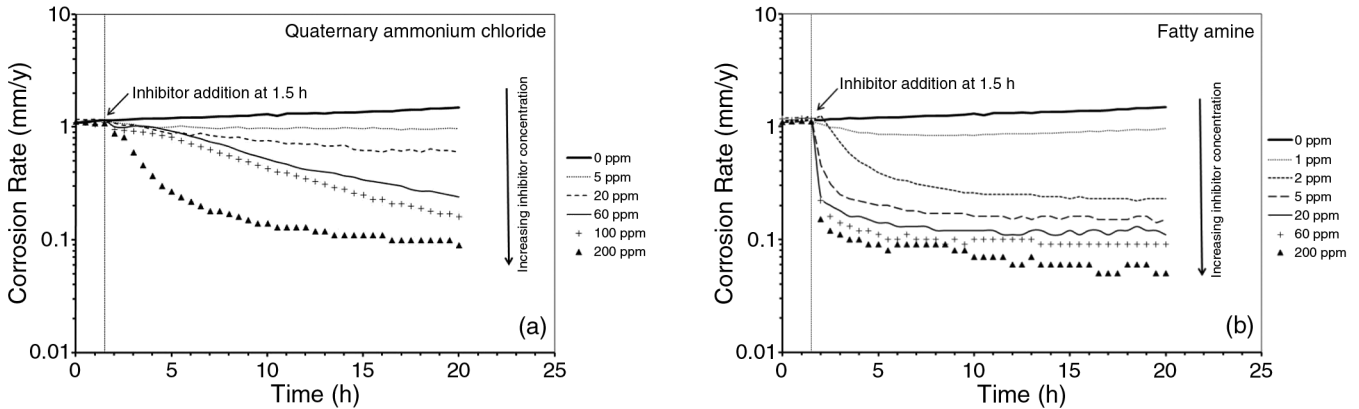 10
1
0.1
0.01
Corrosion Rate (mm/y)
0
5
10
15
20
25
Time (h)
Quaternary ammonium chloride
Inhibitor addition at 1.5 h
Increasing inhibitor concentration
(a)
0 ppm
5 ppm
20 ppm
60 ppm
100 ppm
200 ppm
10
1
0.1
0.01
Corrosion Rate (mm/y)
0
5
10
15
20
25
Time (h)
Fatty amine
Inhibitor addition at 1.5 h
Increasing inhibitor concentration
(b)
0 ppm
1 ppm
2 ppm
5 ppm
20 ppm
60 ppm
200 ppm